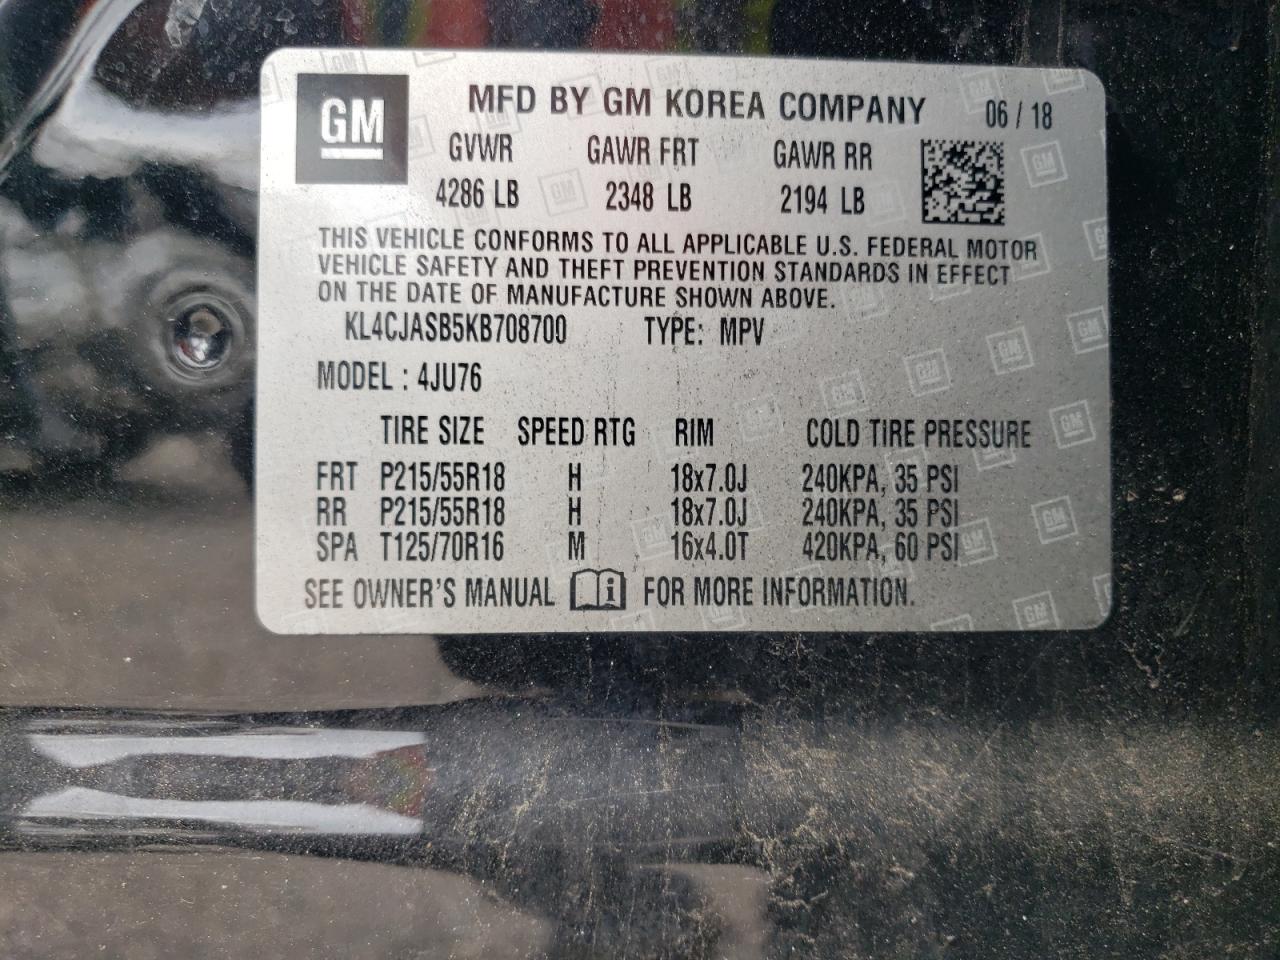 GM
MFD BY GM KOREA COMPANY 06 / 18
GVWR GAWR FRT GAWR RR
4286 LB 2348 LB 2194 LB
THIS VEHICLE CONFORMS TO ALL APPLICABLE U.S. FEDERAL MOTOR
VEHICLE SAFETY AND THEFT PREVENTION STANDARDS IN EFFECT
ON THE DATE OF MANUFACTURE SHOWN ABOVE.
KL4CJASB5KB708700 TYPE: MPV
MODEL : 4JU76
TIRE SIZE SPEED RTG RIM COLD TIRE PRESSURE
FRT P215/55R18 H 18x7.0J 240KPA, 35 PSI
RR P215/55R18 H 18x7.0J 240KPA, 35 PSI
SPA T125/70R16 M 16x4.0T 420KPA, 60 PSI
SEE OWNER'S MANUAL i FOR MORE INFORMATION.